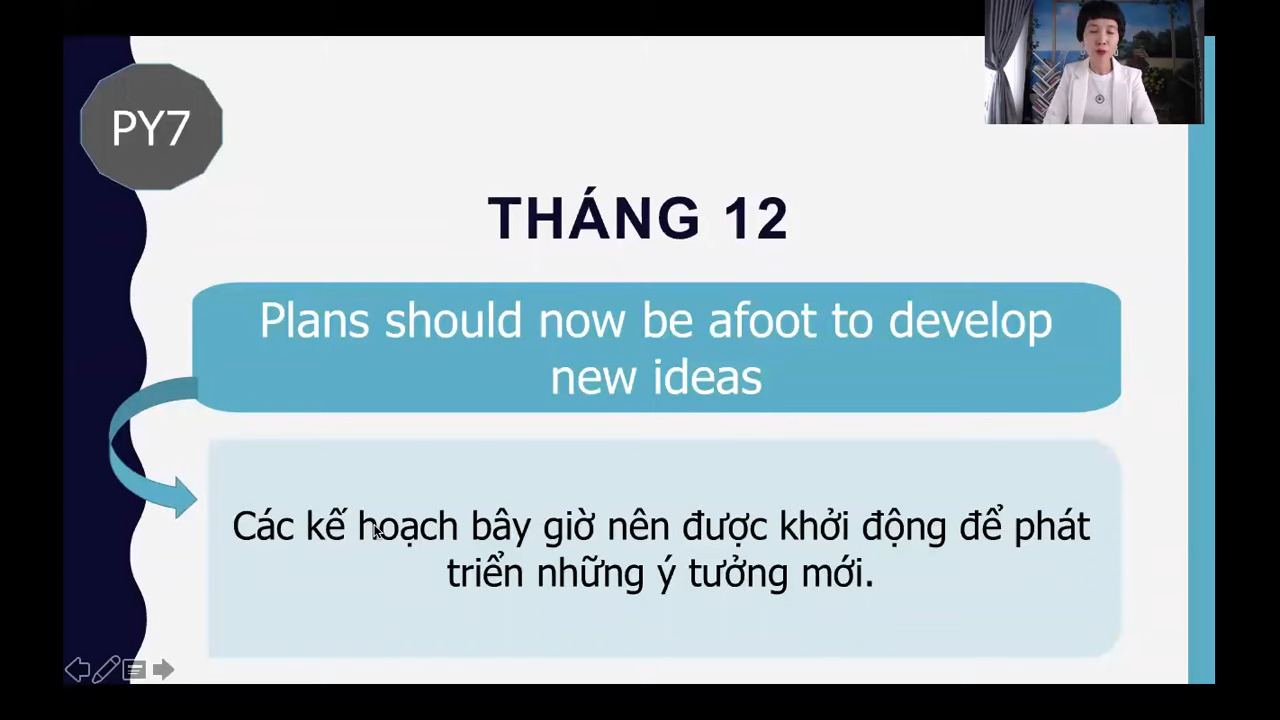 PY7
THÁNG 12
Plans should now be afoot to develop
new ideas
Các kế hoạch bây giờ nên được khởi động để phát
triển những ý tưởng mới.